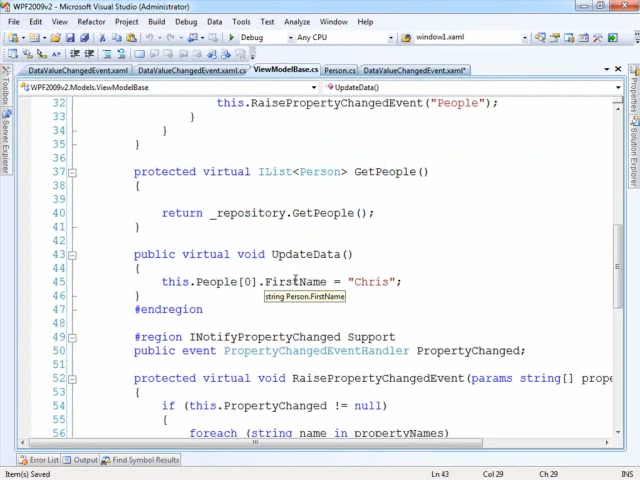 WPF2009v2 - Microsoft Visual Studio (Administrator)
File Edit View Refactor Project Build Debug Data Tools Test Analyze Window Help
Debug Any CPU window1.xaml
DataValueChangedEvent.xaml DataValueChangedEvent.xaml.cs ViewModelBase.cs Person.cs DataValueChangedEvent.xaml*
WPF2009v2.Models.ViewModelBase UpdateData()
32 this.RaisePropertyChangedEvent("People");
33 }
34 }
35 }
36
37 protected virtual IList<Person> GetPeople()
38 {
39
40 return _repository.GetPeople();
41 }
42
43 public virtual void UpdateData()
44 {
45 this.People[0].FirstName = "Chris";
46 }
string Person.FirstName
47 #endregion
48
49 #region INotifyPropertyChanged Support
50 public event PropertyChangedEventHandler PropertyChanged;
51
52 protected virtual void RaisePropertyChangedEvent(params string[] prope
53 {
54 if (this.PropertyChanged != null)
55 {
56 foreach (string name in propertyNames)
Toolbox
Server Explorer
Properties
Solution Explorer
Error List Output Find Symbol Results
Item(s) Saved Ln 43 Col 29 Ch 29 INS